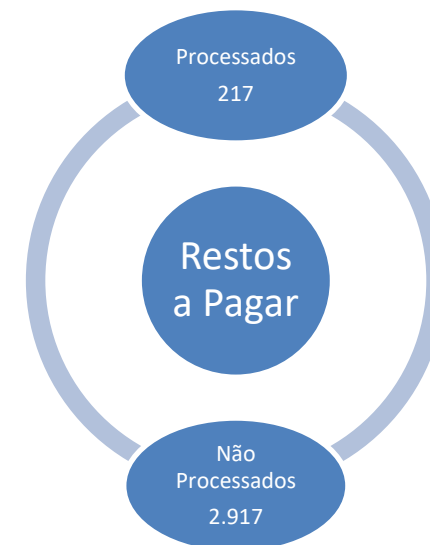 Processados
217
Restos
a Pagar
Não
Processados
2.917